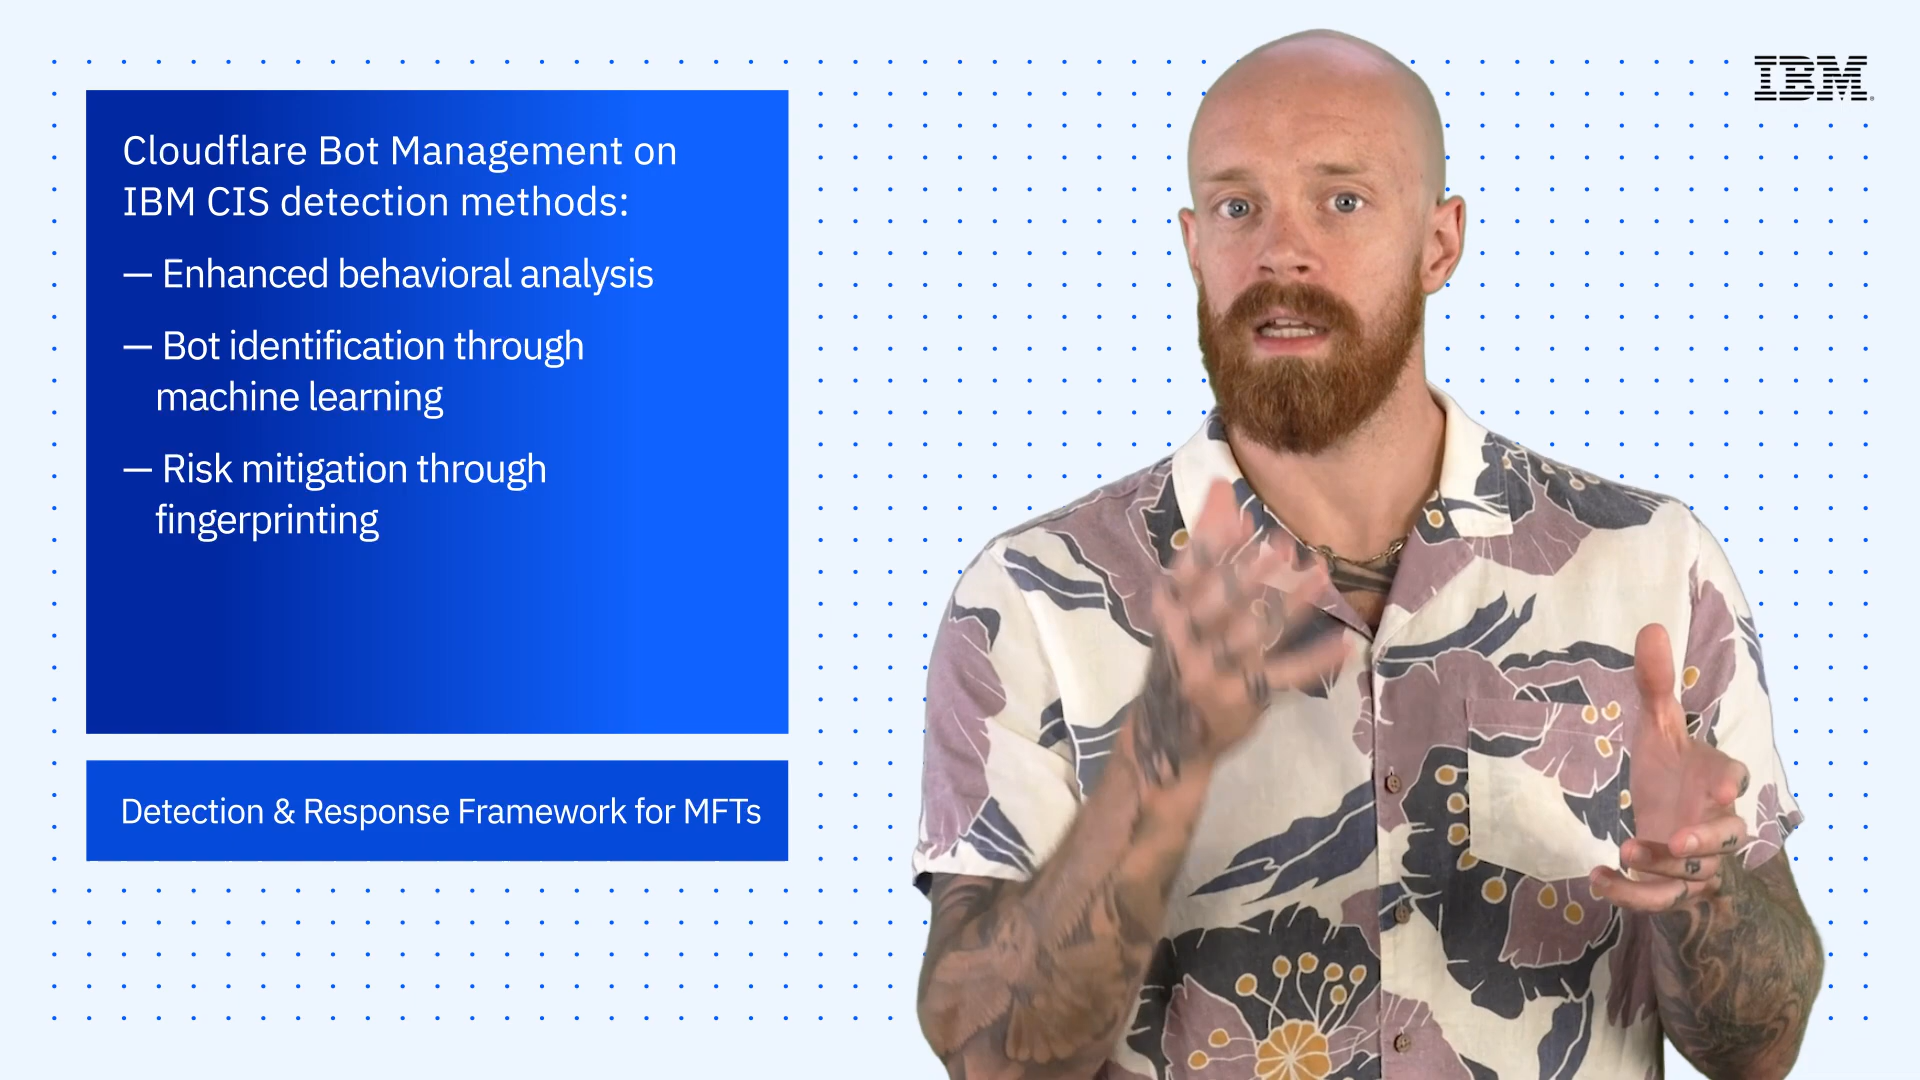 IBM
Cloudflare Bot Management on
IBM CIS detection methods:
— Enhanced behavioral analysis
— Bot identification through
machine learning
— Risk mitigation through
fingerprinting
Detection & Response Framework for MFTs